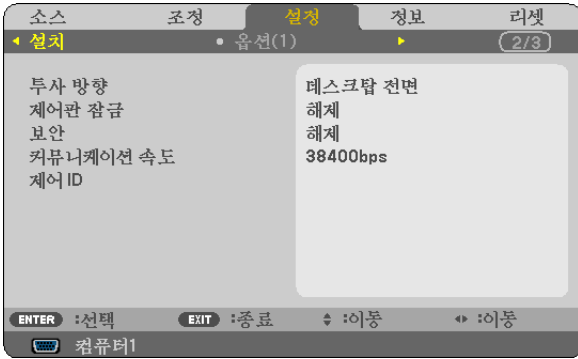 소스 조정 설정 정보 리셋
설치 • 옵션(1) 2/3
투사 방향 데스크탑 전면
제어판 잠금 해제
보안 해제
커뮤니케이션 속도 38400bps
제어 ID
ENTER :선택 EXIT :종료 :이동 :이동
컴퓨터1